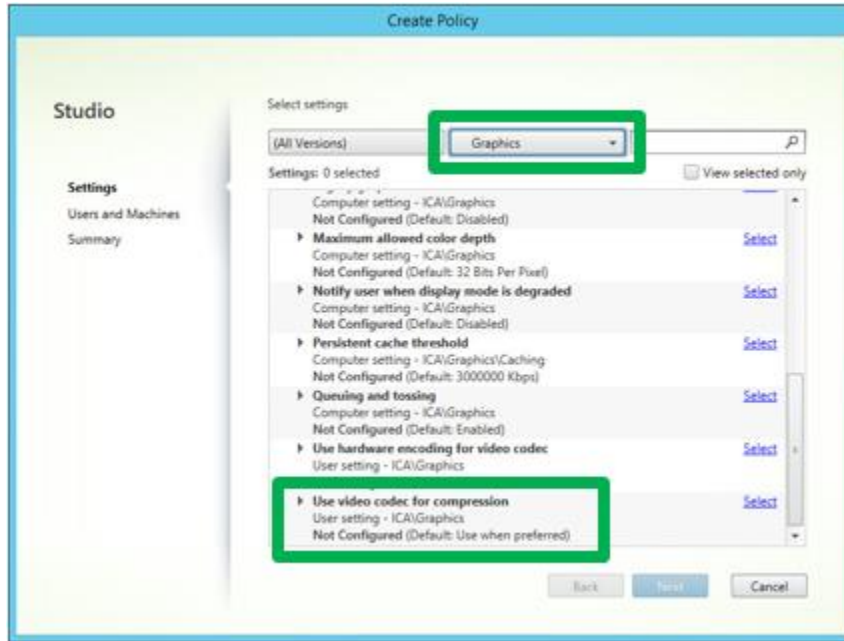 Create Policy
Studio
Settings
Users and Machines
Summary
Select settings
(All Versions)
Graphics
Settings: 0 selected
View selected only
Computer setting - ICA\Graphics
Not Configured (Default: Disabled)
Maximum allowed color depth
Select
Computer setting - ICA\Graphics
Not Configured (Default: 32 Bits Per Pixel)
Notify user when display mode is degraded
Select
Computer setting - ICA\Graphics
Not Configured (Default: Disabled)
Persistent cache threshold
Select
Computer setting - ICA\Graphics\Caching
Not Configured (Default: 3000000 Kbps)
Queuing and tossing
Select
Computer setting - ICA\Graphics
Not Configured (Default: Enabled)
Use hardware encoding for video codec
Select
User setting - ICA\Graphics
Use video codec for compression
Select
User setting - ICA\Graphics
Not Configured (Default: Use when preferred)
Back
Next
Cancel